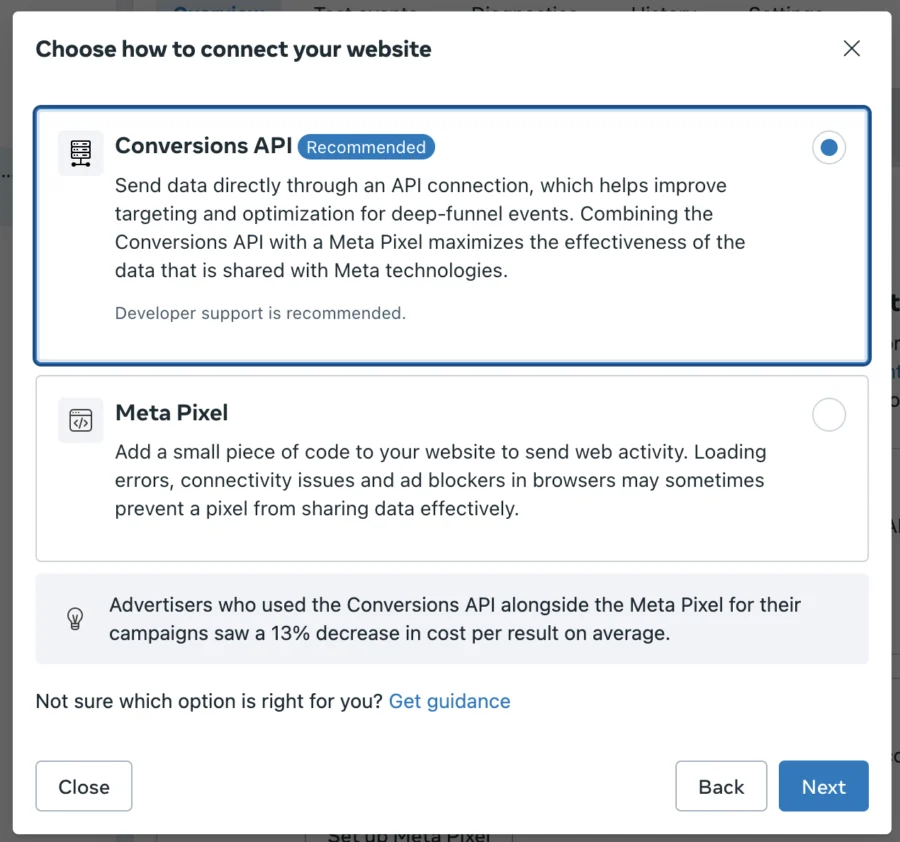 Choose how to connect your website
Conversions API Recommended
Send data directly through an API connection, which helps improve
targeting and optimization for deep-funnel events. Combining the
Conversions API with a Meta Pixel maximizes the effectiveness of the
data that is shared with Meta technologies.
Developer support is recommended.
Meta Pixel
Add a small piece of code to your website to send web activity. Loading
errors, connectivity issues and ad blockers in browsers may sometimes
prevent a pixel from sharing data effectively.
Advertisers who used the Conversions API alongside the Meta Pixel for their
campaigns saw a 13% decrease in cost per result on average.
Not sure which option is right for you? Get guidance
Close Back Next
Set up Meta Pixel